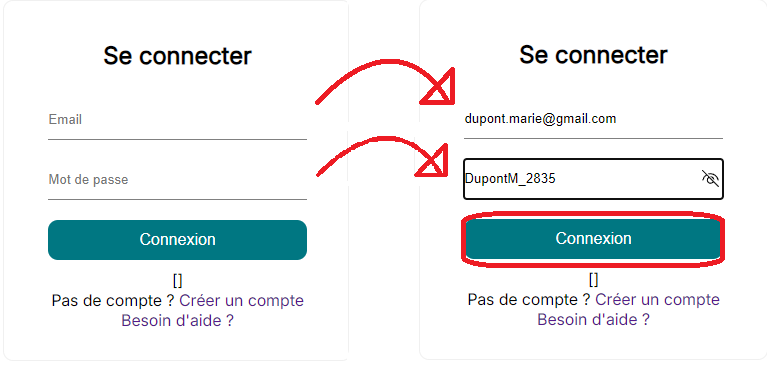 Se connecter
Email
Mot de passe
Connexion
[]
Pas de compte ? Créer un compte
Besoin d'aide ?
Se connecter
dupont.marie@gmail.com
DupontM_2835
Connexion
[]
Pas de compte ? Créer un compte
Besoin d'aide ?